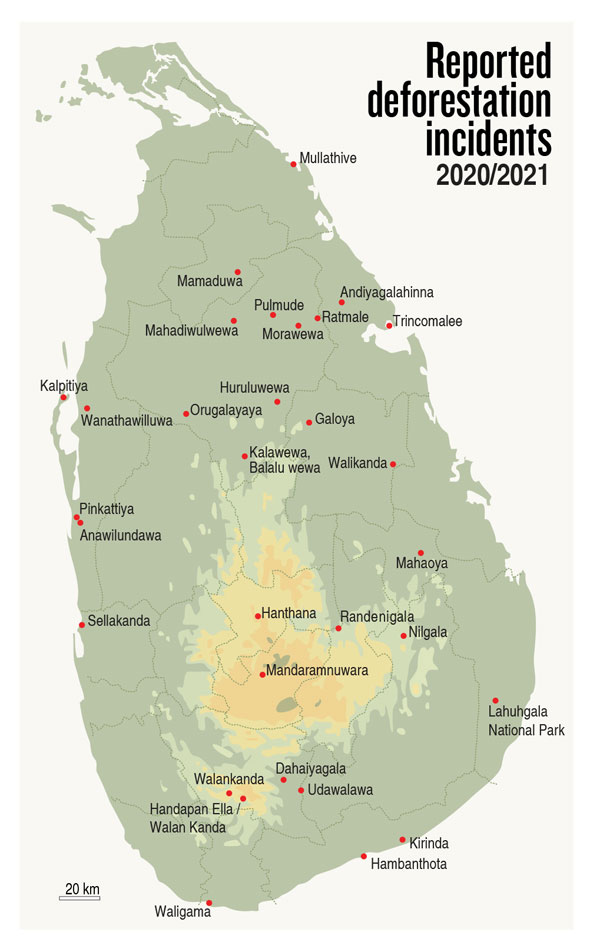 Reported
deforestation
incidents
2020/2021
Mullathive
Mamaduwa
Andiyagalahinna
Pulmude
Ratmale
Trincomalee
Mahadiwulwewa
Morawewa
Kalpitiya
Huruluwewa
Wanathawilluwa
Orugalayaya
Galoya
Kalawewa,
Balalu wewa
Walikanda
Pinkattiya
Anawilundawa
Mahaoya
Sellakanda
Hanthana
Randenigala
Nilgala
Mandaramnuwara
Lahuhgala
National Park
Dahaiyagala
Walankanda
Udawalawa
Handapan Ella /
Walan Kanda
Kirinda
Hambanthota
20 km
Waligama